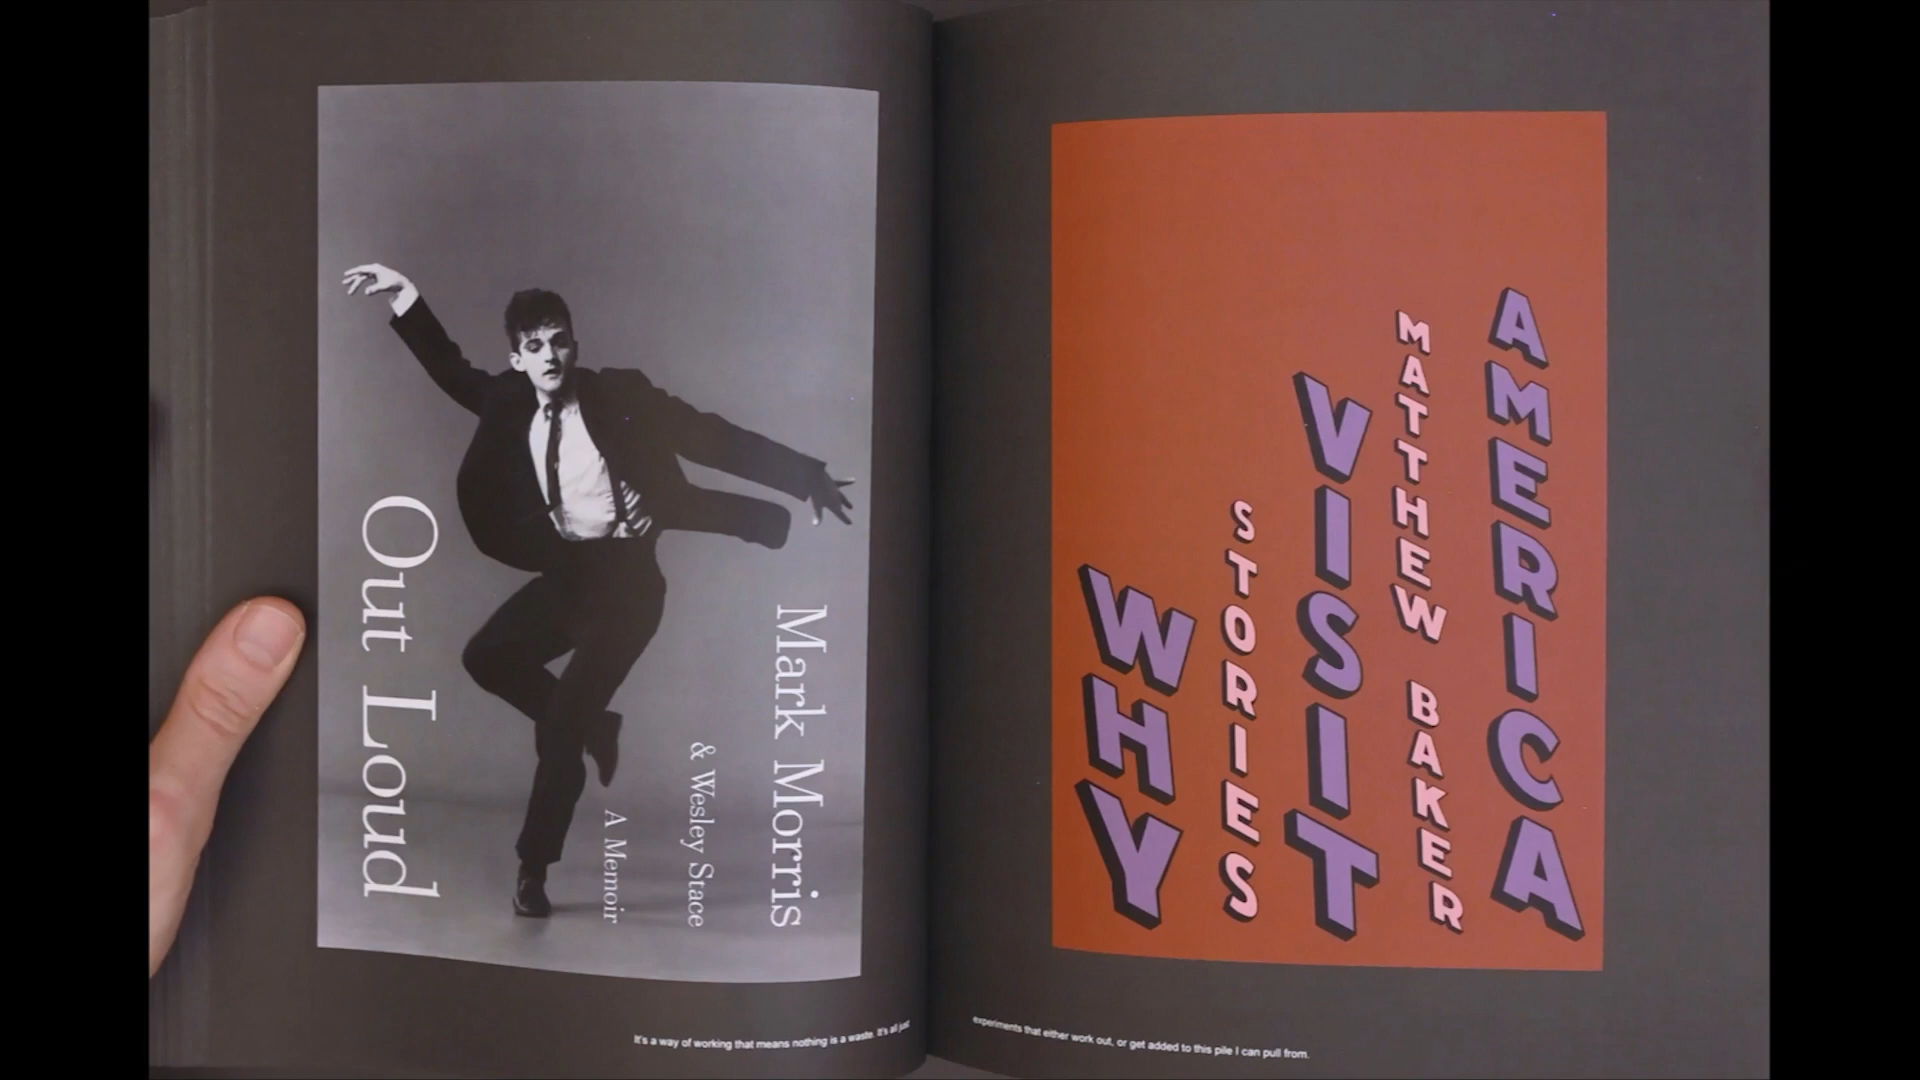 Out Loud
Mark Morris
& Wesley Stace
A Memoir
WHY
STORIES
VISIT
MATTHEW BAKER
AMERICA
It's a way of working that means nothing is a waste. It's all just
experiments that either work out, or get added to this pile I can pull from.